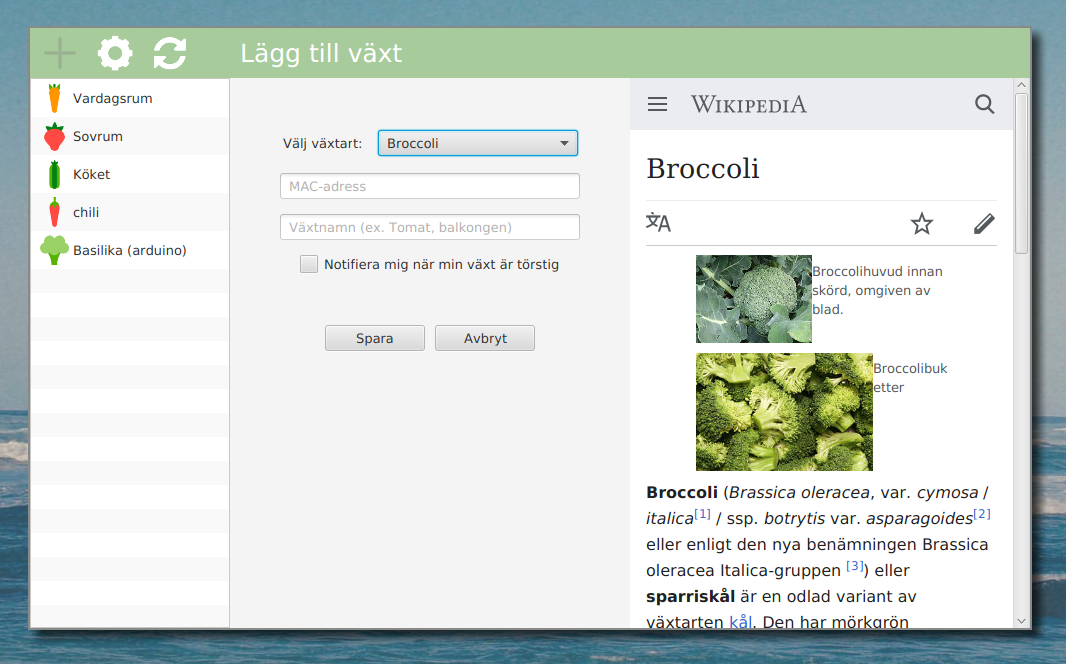 Lägg till växt
Vardagsrum
Sovrum
Köket
chili
Basilika (arduino)
Välj växtart:
Broccoli
MAC-adress
Växtnamn (ex. Tomat, balkongen)
Notifiera mig när min växt är törstig
Spara
Avbryt
WIKIPEDIA
Broccoli
Broccolihuvud innan
skörd, omgiven av
blad.
Broccolibuk
etter
Broccoli (Brassica oleracea, var. cymosa /
italica[1] / ssp. botrytis var. asparagoides[2]
eller enligt den nya benämningen Brassica
oleracea Italica-gruppen [3]) eller
sparriskål är en odlad variant av
växtarten kål. Den har mörkgrön